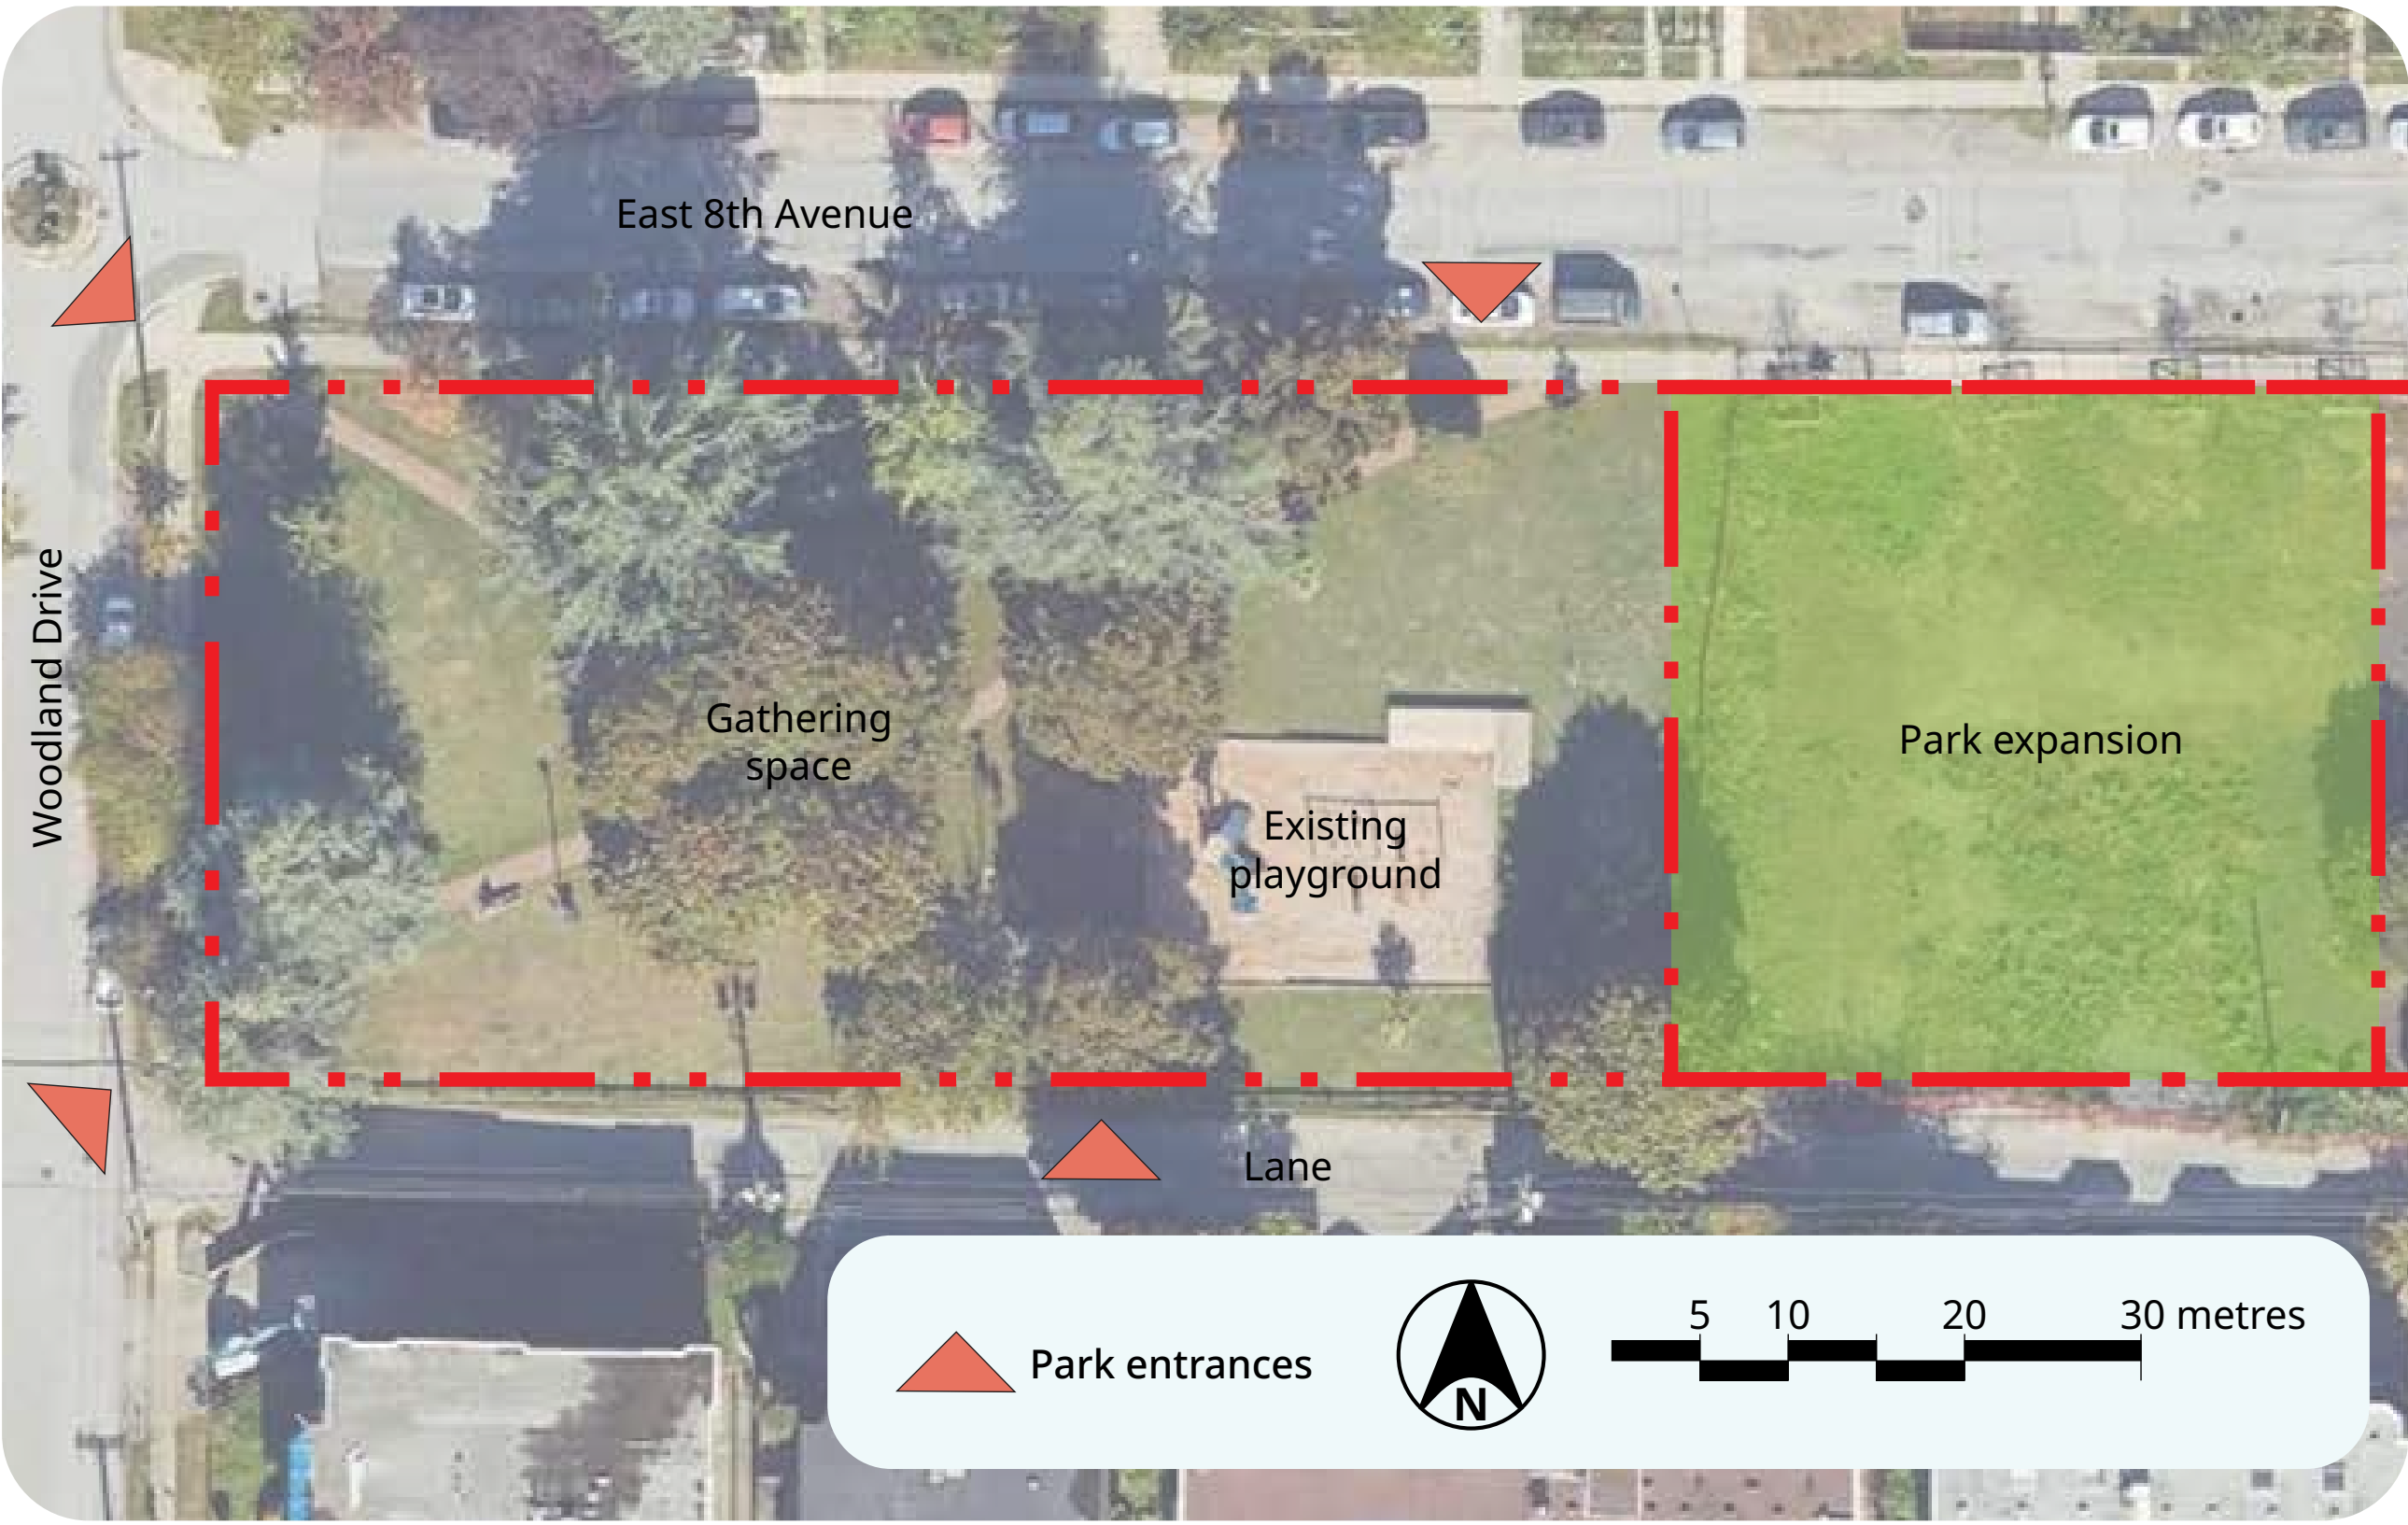 East 8th Avenue
Woodland Drive
Gathering
space
Park expansion
Existing
playground
Lane
Park entrances
N
5 10 20 30 metres